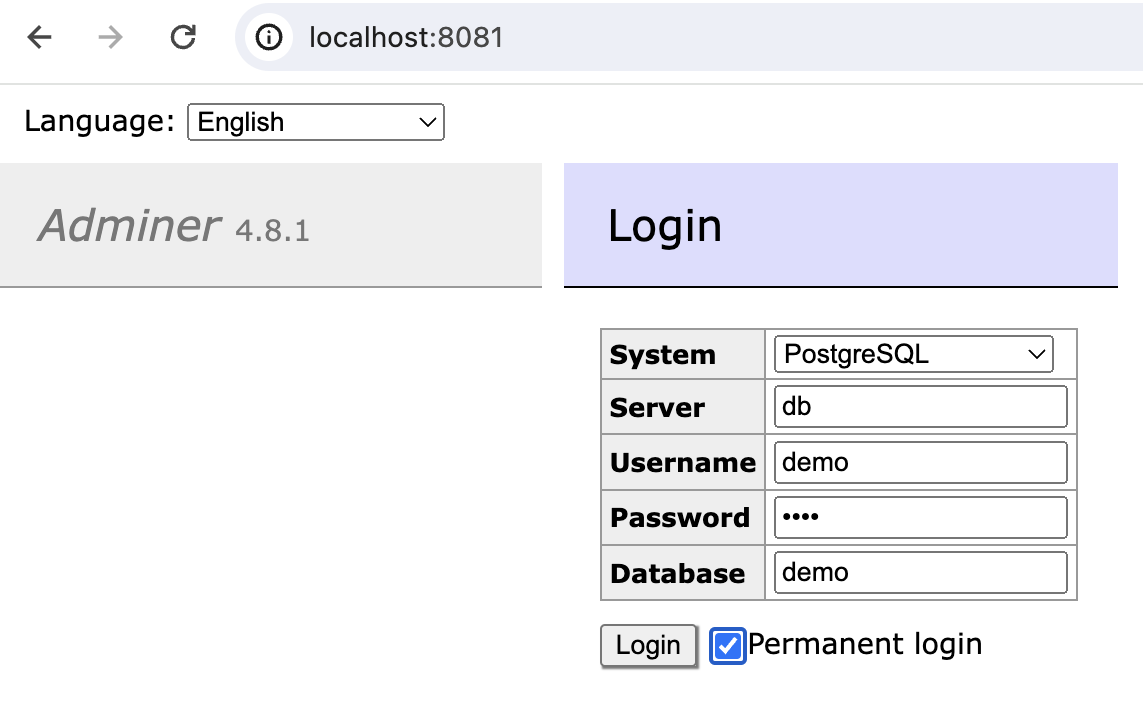 localhost:8081
Language: English
Adminer 4.8.1
Login
System PostgreSQL
Server db
Username demo
Password ••••
Database demo
Login Permanent login